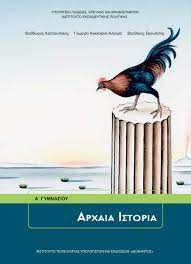 ΥΠΟΥΡΓΕΙΟ ΠΑΙΔΕΙΑΣ, ΕΡΕΥΝΑΣ ΚΑΙ ΘΡΗΣΚΕΥΜΑΤΩΝ
ΙΝΣΤΙΤΟΥΤΟ ΕΚΠΑΙΔΕΥΤΙΚΗΣ ΠΟΛΙΤΙΚΗΣ
Θεόδωρος Κατσουλάκος Γεωργία Κοκκορού-Αλευρά Βασίλειος Σκουλάτος
Α΄ ΓΥΜΝΑΣΙΟΥ
ΑΡΧΑΙΑ ΙΣΤΟΡΙΑ
ΙΝΣΤΙΤΟΥΤΟ ΤΕΧΝΟΛΟΓΙΑΣ ΥΠΟΛΟΓΙΣΤΩΝ ΚΑΙ ΕΚΔΟΣΕΩΝ «ΔΙΟΦΑΝΤΟΣ»